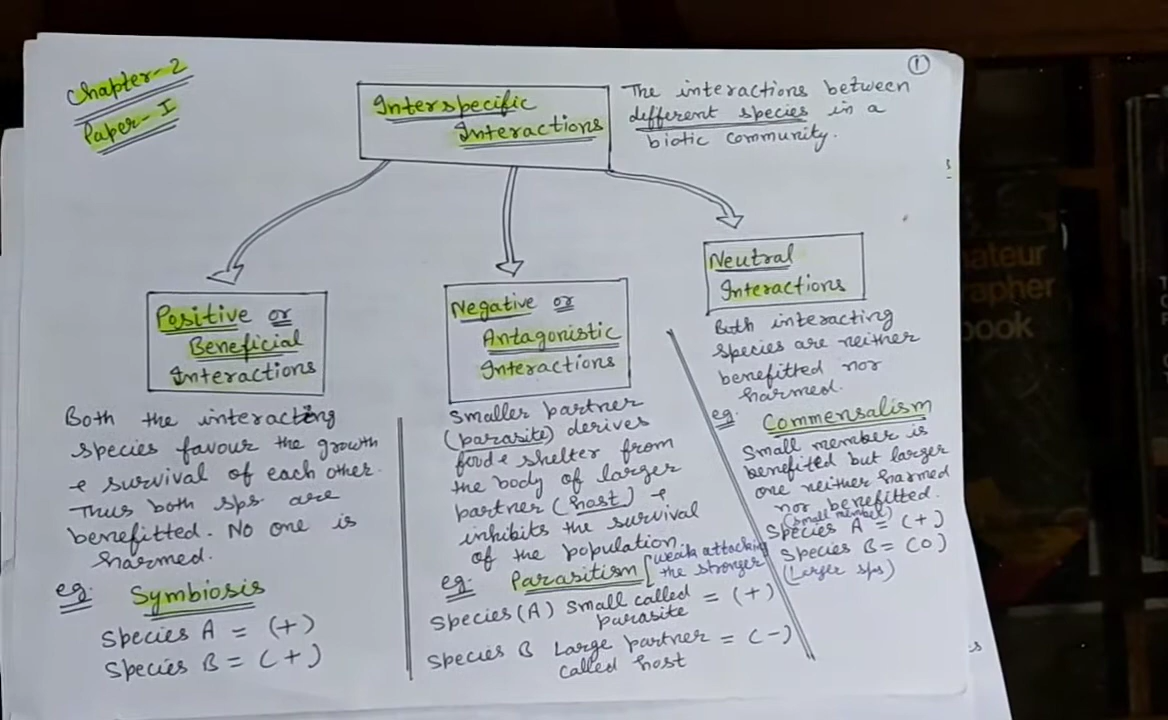 Chapter-2
Paper-I
1
Interspecific
Interactions
The interactions between
different species in a
biotic community.
Positive or
Beneficial
Interactions
Both the interacting
species favour the growth
& survival of each other.
Thus both sps are
benefitted. No one is
harmed.
eg: Symbiosis
Species A = (+)
Species B = (+)
Negative or
Antagonistic
Interactions
Smaller partner
(parasite) derives
food & shelter from
the body of larger
partner (host) &
inhibits the survival
of the population.
eg: Parasitism [weak attacking
the stronger
Species (A) Small called = (+)
parasite
Species B Large partner = (-)
called host
Neutral
Interactions
Both interacting
species are neither
benefitted nor
harmed.
eg. Commensalism
Small member is
benefited but larger
one neither harmed
nor benefitted.
(small member)
Species A = (+)
Species B = (0)
(Larger sps)
ateur
apher
ook